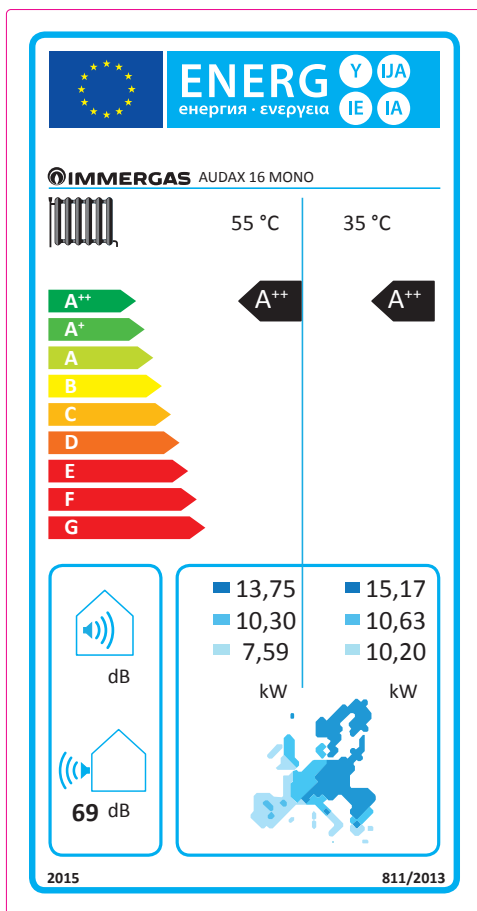 ENERG Y IJA
енергия · ενεργεια IE IA
IMMERGAS AUDAX 16 MONO
55 °C 35 °C
A++ A++ A++
A+
A
B
C
D
E
F
G
13,75 15,17
10,30 10,63
7,59 10,20
kW kW
dB
69 dB
2015 811/2013